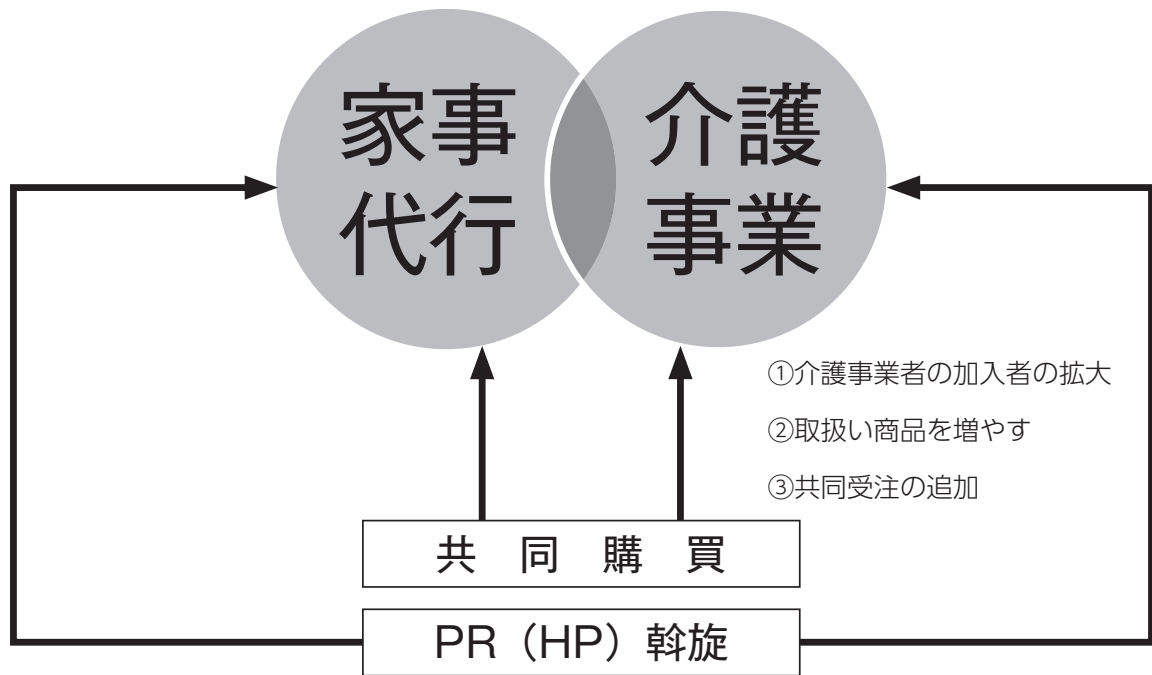 家事
代行
介護
事業
①介護事業者の加入者の拡大
②取扱い商品を増やす
③共同受注の追加
共同購買
PR（HP）斡旋